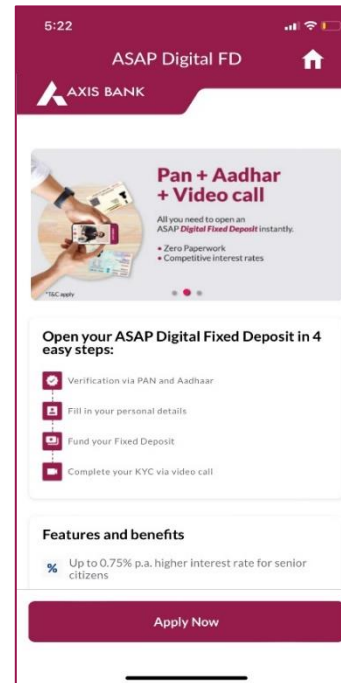 5:22
ASAP Digital FD
AXIS BANK
Pan + Aadhar
+ Video call
All you need to open an
ASAP Digital Fixed Deposit instantly.
• Zero Paperwork
• Competitive interest rates
*T&C apply
Open your ASAP Digital Fixed Deposit in 4
easy steps:
Verification via PAN and Aadhaar
Fill in your personal details
Fund your Fixed Deposit
Complete your KYC via video call
Features and benefits
% Up to 0.75% p.a. higher interest rate for senior
citizens
Apply Now